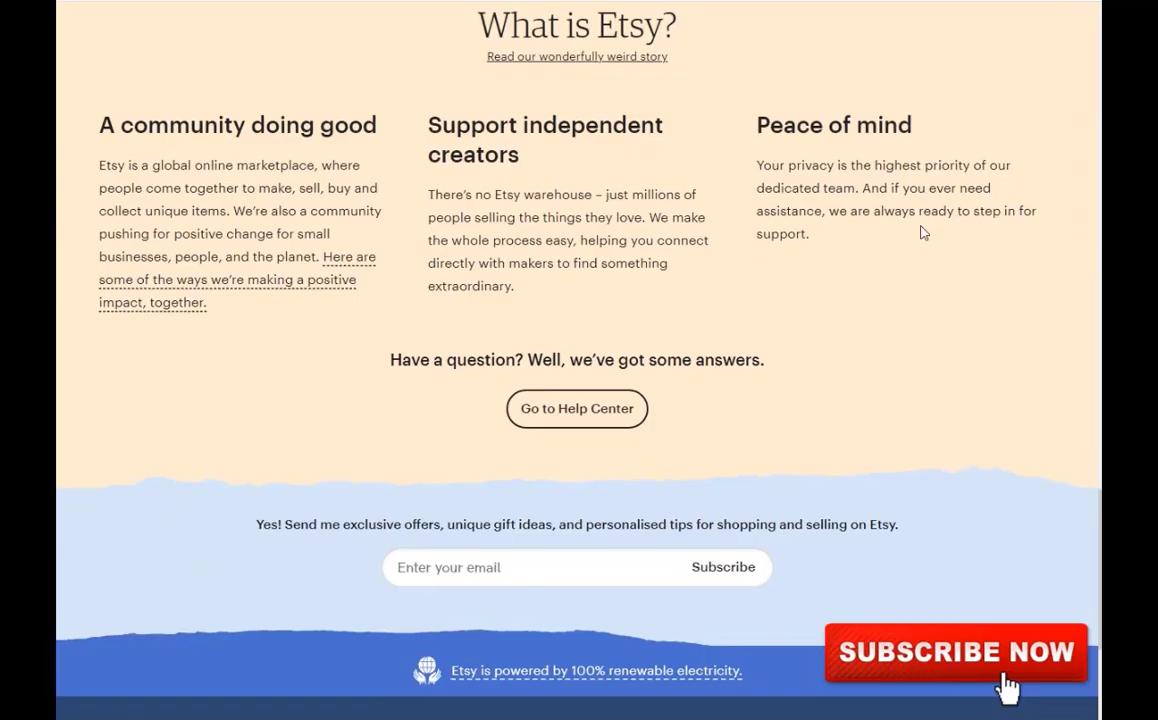 What is Etsy?
Read our wonderfully weird story
A community doing good
Etsy is a global online marketplace, where
people come together to make, sell, buy and
collect unique items. We're also a community
pushing for positive change for small
businesses, people, and the planet. Here are
some of the ways we're making a positive
impact, together.
Support independent
creators
There's no Etsy warehouse – just millions of
people selling the things they love. We make
the whole process easy, helping you connect
directly with makers to find something
extraordinary.
Peace of mind
Your privacy is the highest priority of our
dedicated team. And if you ever need
assistance, we are always ready to step in for
support.
Have a question? Well, we've got some answers.
Go to Help Center
Yes! Send me exclusive offers, unique gift ideas, and personalised tips for shopping and selling on Etsy.
Enter your email
Subscribe
Etsy is powered by 100% renewable electricity.
SUBSCRIBE NOW